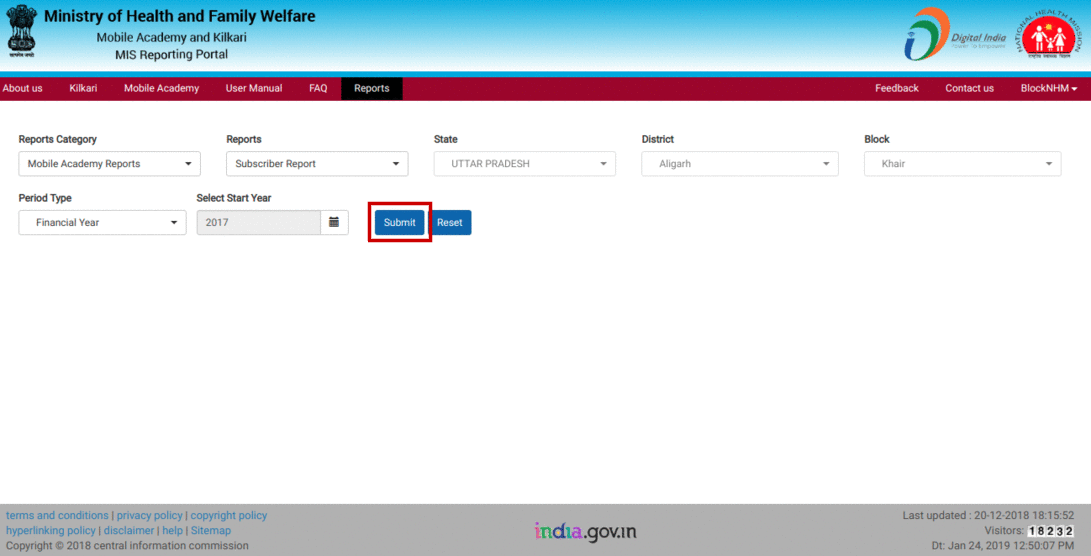 Ministry of Health and Family Welfare
Mobile Academy and Kilkari
MIS Reporting Portal
Digital India
Power To Empower
NATIONAL HEALTH MISSION
About us Kilkari Mobile Academy User Manual FAQ Reports Feedback Contact us BlockNHM
Reports Category Reports State District Block
Mobile Academy Reports Subscriber Report UTTAR PRADESH Aligarh Khair
Period Type Select Start Year
Financial Year 2017 Submit Reset
terms and conditions | privacy policy | copyright policy
hyperlinking policy | disclaimer | help | Sitemap
Copyright © 2018 central information commission
india.gov.in
Last updated : 20-12-2018 18:15:52
Visitors: 18232
Dt: Jan 24, 2019 12:50:07 PM